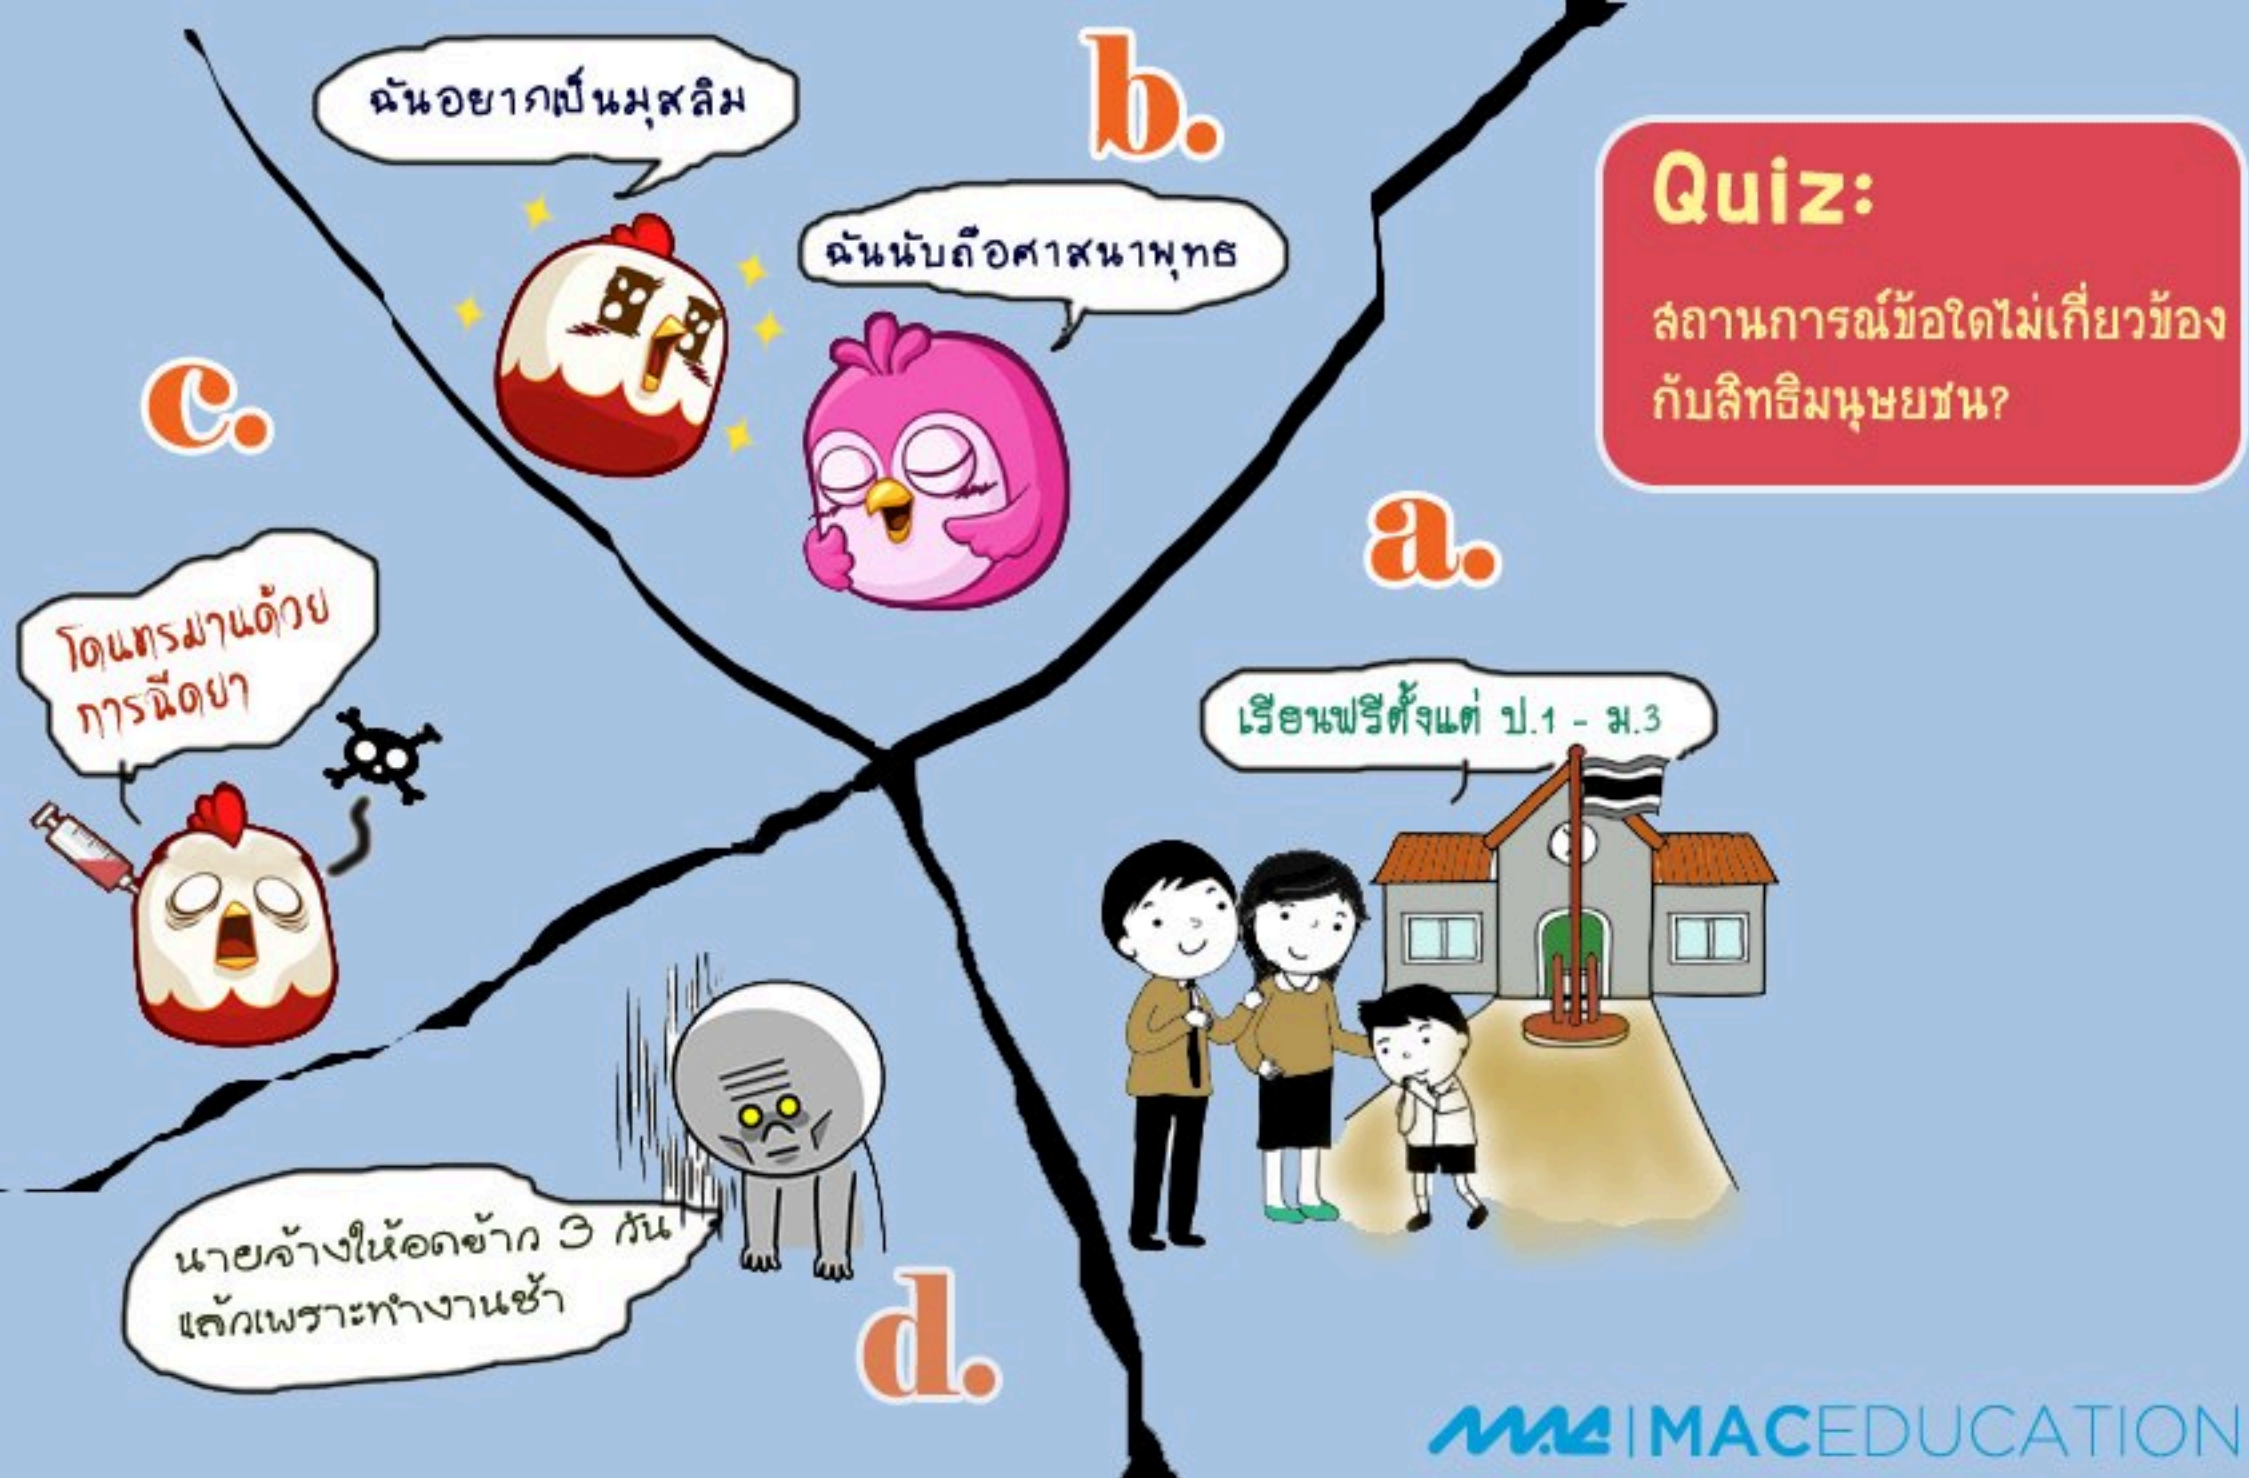 Quiz:
สถานการณ์ข้อใดไม่เกี่ยวข้อง
กับสิทธิมนุษยชน?
a.
เรียนฟรีตั้งแต่ ป.1 - ม.3
b.
ฉันอยากเป็นมุสลิม
ฉันนับถือศาสนาพุทธ
c.
โดนทรมานด้วย
การฉีดยา
d.
นายจ้างให้อดข้าว 3 วัน
แล้วเพราะทำงานช้า
MAC | MACEDUCATION